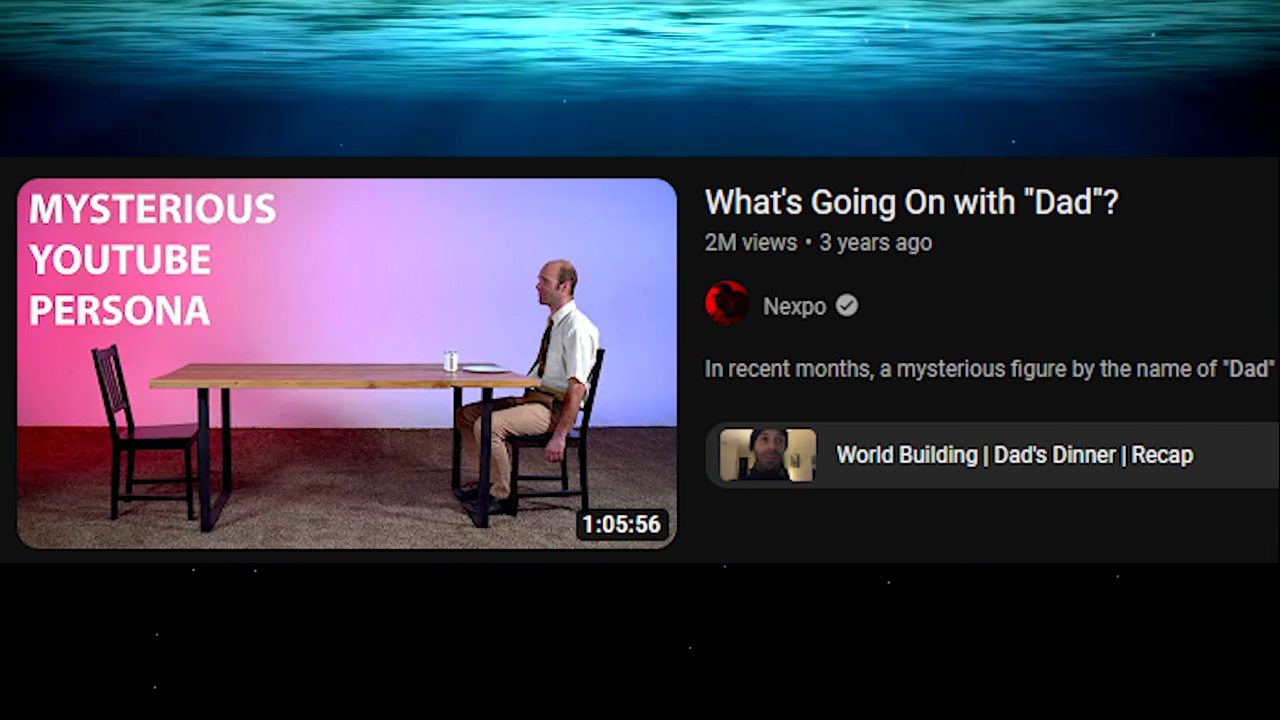 MYSTERIOUS
YOUTUBE
PERSONA
1:05:56
What's Going On with "Dad"?
2M views • 3 years ago
Nexpo
In recent months, a mysterious figure by the name of "Dad"
World Building | Dad's Dinner | Recap